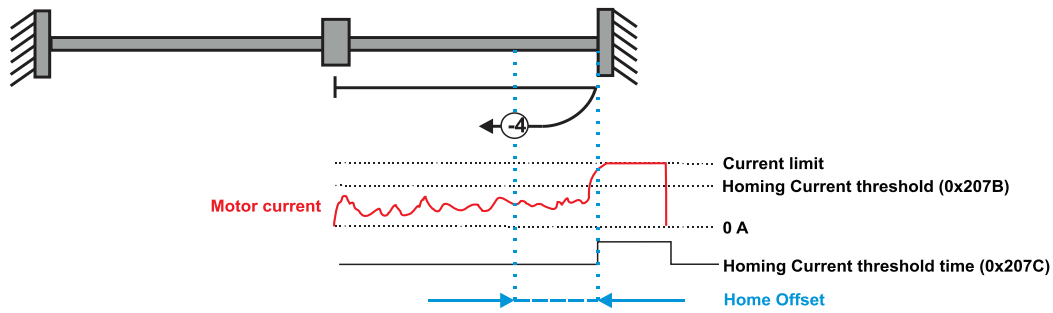 -4
Current limit
Homing Current threshold (0x207B)
Motor current
0 A
Homing Current threshold time (0x207C)
Home Offset